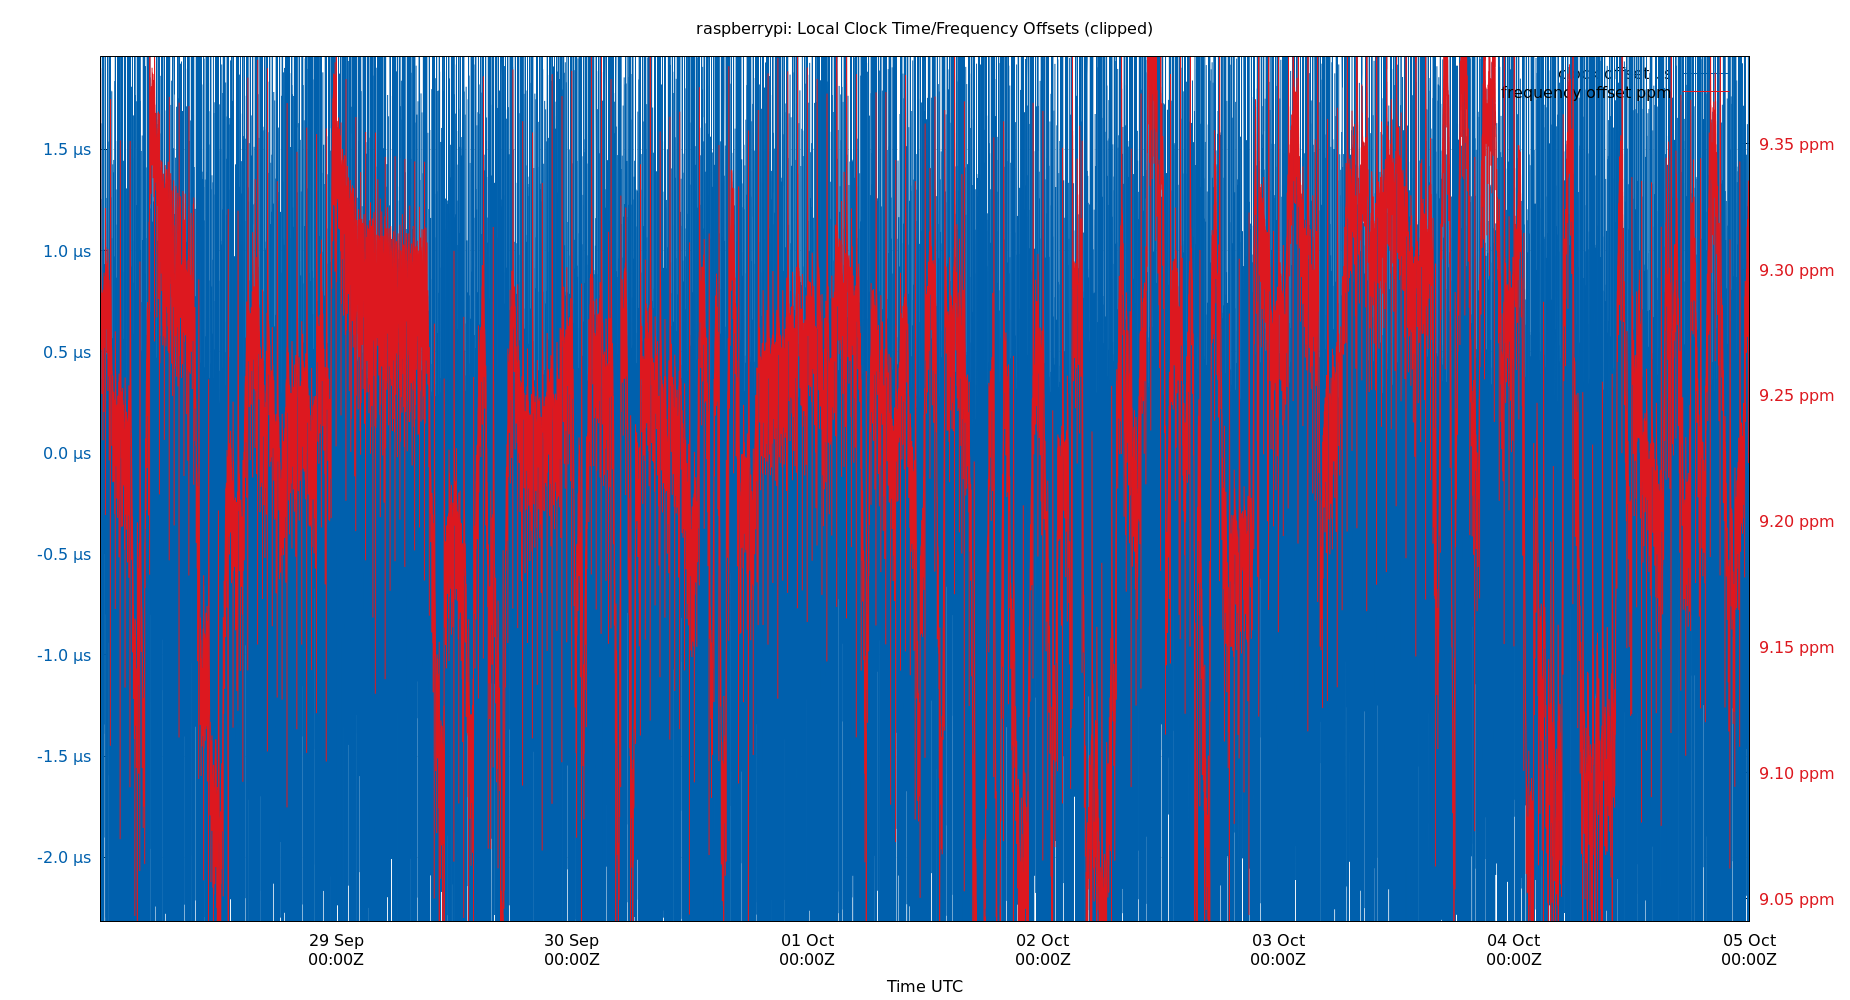 raspberrypi: Local Clock Time/Frequency Offsets (clipped)
clock offset
frequency offset ppm
1.5 µs
1.0 µs
0.5 µs
0.0 µs
-0.5 µs
-1.0 µs
-1.5 µs
-2.0 µs
9.35 ppm
9.30 ppm
9.25 ppm
9.20 ppm
9.15 ppm
9.10 ppm
9.05 ppm
29 Sep 30 Sep 01 Oct 02 Oct 03 Oct 04 Oct 05 Oct
00:00Z 00:00Z 00:00Z 00:00Z 00:00Z 00:00Z 00:00Z
Time UTC